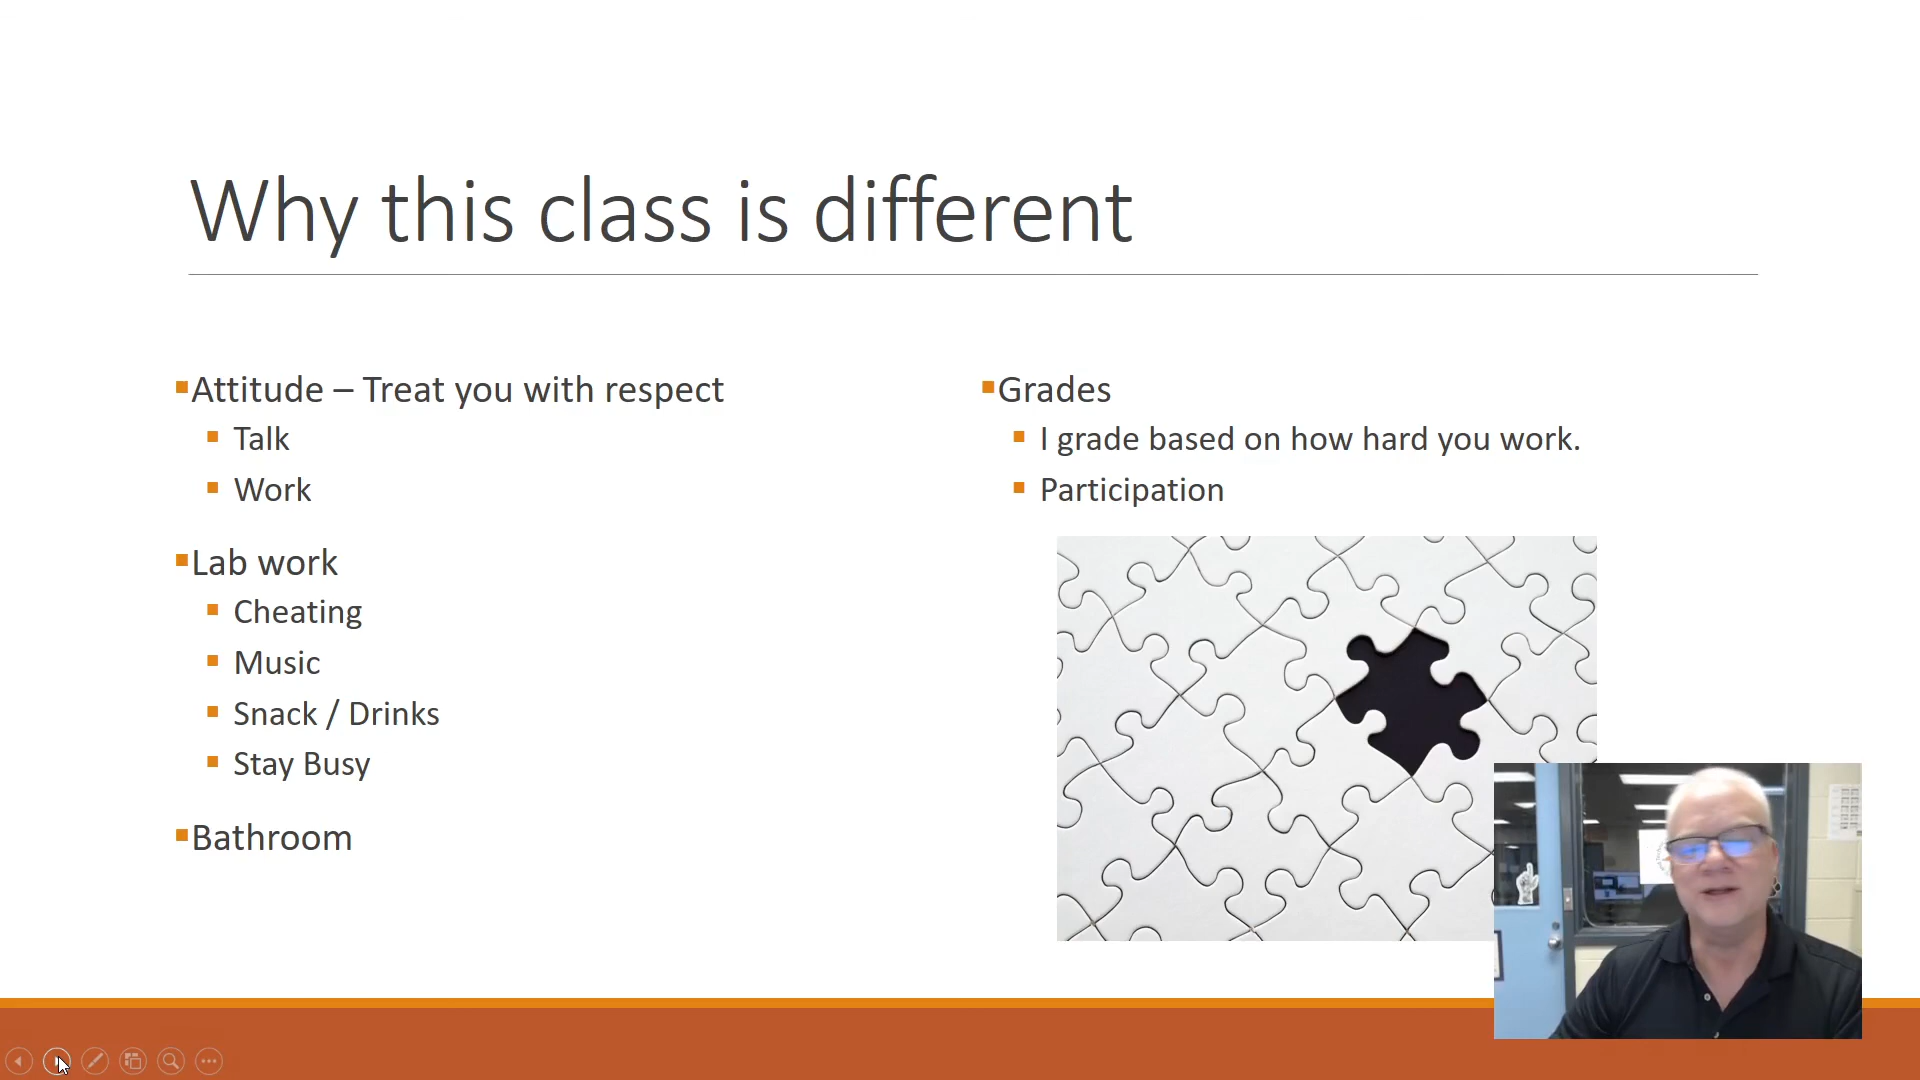 Why this class is different
Attitude – Treat you with respect
Talk
Work
Lab work
Cheating
Music
Snack / Drinks
Stay Busy
Bathroom
Grades
I grade based on how hard you work.
Participation